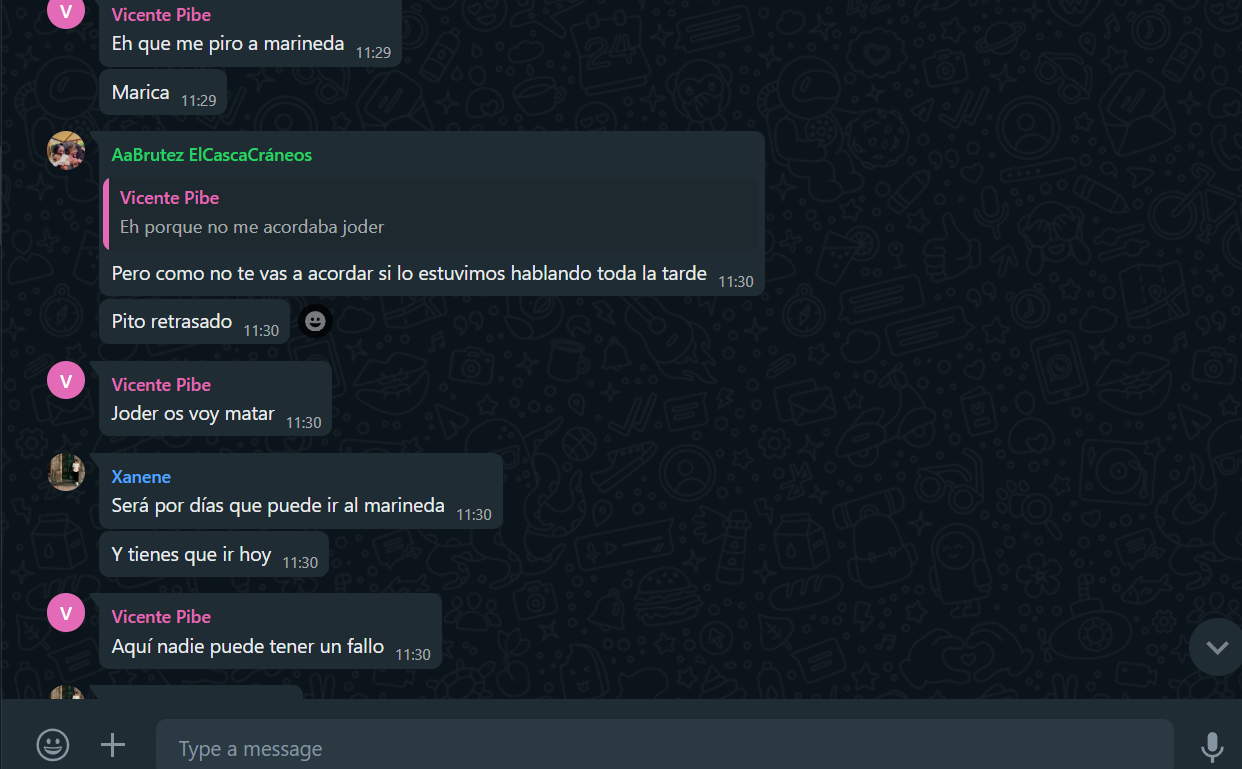 V
Vicente Pibe
Eh que me piro a marineda 11:29
Marica 11:29
AaBrutez ElCascaCráneos
Vicente Pibe
Eh porque no me acordaba joder
Pero como no te vas a acordar si lo estuvimos hablando toda la tarde 11:30
Pito retrasado 11:30
V
Vicente Pibe
Joder os voy matar 11:30
Xanene
Será por días que puede ir al marineda 11:30
Y tienes que ir hoy 11:30
V
Vicente Pibe
Aquí nadie puede tener un fallo 11:30
Type a message